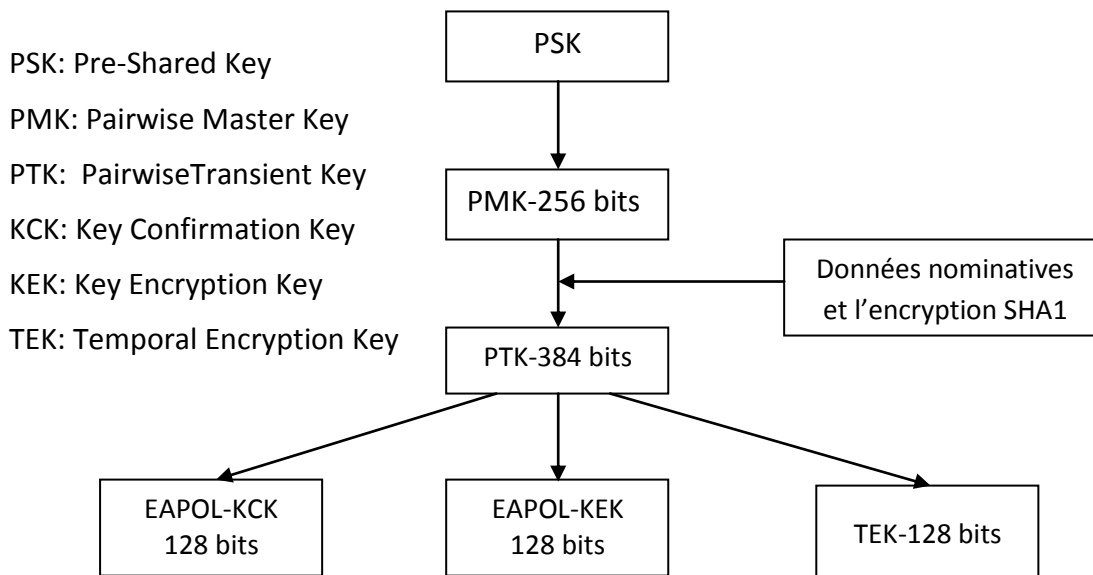 PSK: Pre-Shared Key
PMK: Pairwise Master Key
PTK:  PairwiseTransient Key
KCK: Key Confirmation Key
KEK: Key Encryption Key
TEK: Temporal Encryption Key
PSK
PMK-256 bits
Données nominatives
et l’encryption SHA1
PTK-384 bits
EAPOL-KCK
128 bits
EAPOL-KEK
128 bits
TEK-128 bits